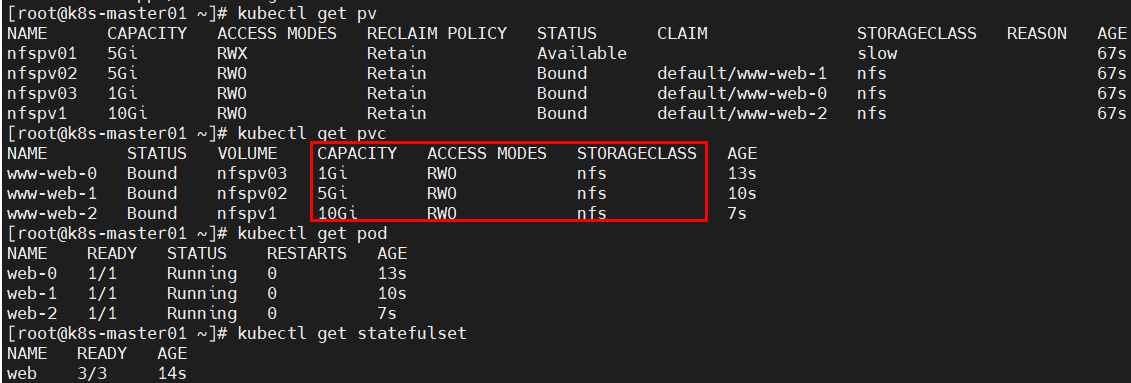 [root@k8s-master01 ~]# kubectl get pv
NAME CAPACITY ACCESS MODES RECLAIM POLICY STATUS CLAIM STORAGECLASS REASON AGE
nfspv01 5Gi RWX Retain Available slow 67s
nfspv02 5Gi RWO Retain Bound default/www-web-1 nfs 67s
nfspv03 1Gi RWO Retain Bound default/www-web-0 nfs 67s
nfspv1 10Gi RWO Retain Bound default/www-web-2 nfs 67s
[root@k8s-master01 ~]# kubectl get pvc
NAME STATUS VOLUME CAPACITY ACCESS MODES STORAGECLASS AGE
www-web-0 Bound nfspv03 1Gi RWO nfs 13s
www-web-1 Bound nfspv02 5Gi RWO nfs 10s
www-web-2 Bound nfspv1 10Gi RWO nfs 7s
[root@k8s-master01 ~]# kubectl get pod
NAME READY STATUS RESTARTS AGE
web-0 1/1 Running 0 13s
web-1 1/1 Running 0 10s
web-2 1/1 Running 0 7s
[root@k8s-master01 ~]# kubectl get statefulset
NAME READY AGE
web 3/3 14s